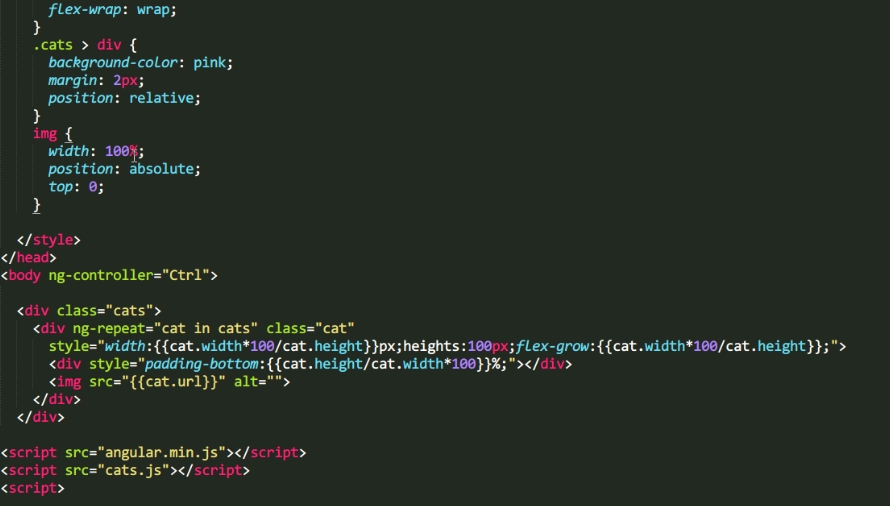 flex-wrap: wrap;
}
.cats > div {
background-color: pink;
margin: 2px;
position: relative;
}
img {
width: 100%;
position: absolute;
top: 0;
}
</style>
</head>
<body ng-controller="Ctrl">
<div class="cats">
<div ng-repeat="cat in cats" class="cat"
style="width:{{cat.width*100/cat.height}}px;heights:100px;flex-grow:{{cat.width*100/cat.height}};">
<div style="padding-bottom:{{cat.height/cat.width*100}}%;"></div>
<img src="{{cat.url}}" alt="">
</div>
</div>
<script src="angular.min.js"></script>
<script src="cats.js"></script>
<script>